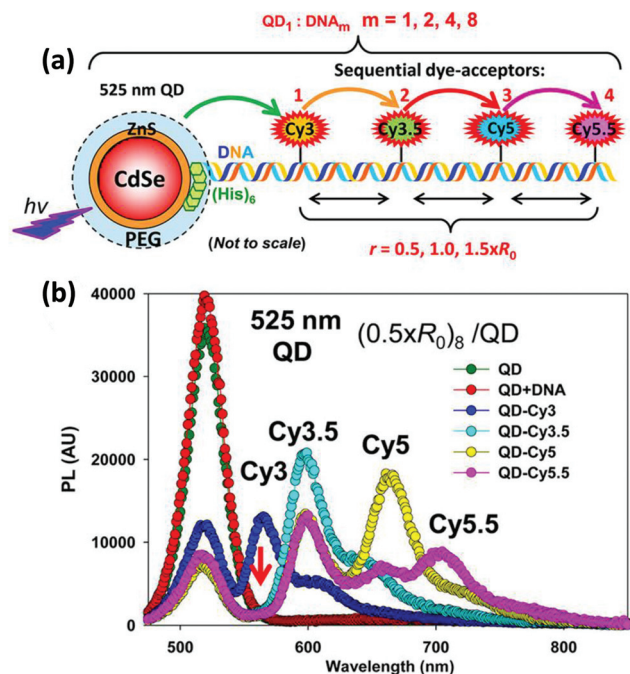 QD1 : DNAm m = 1, 2, 4, 8
(a)
525 nm QD
Sequential dye-acceptors:
1 2 3 4
ZnS
Cy3 Cy3.5 Cy5 Cy5.5
DNA
CdSe
(His)6
hv
PEG
(Not to scale)
r = 0.5, 1.0, 1.5xR0
(b)
40000
30000
20000
10000
0
PL (AU)
525 nm
QD
(0.5xR0)8 /QD
QD
QD+DNA
QD-Cy3
QD-Cy3.5
QD-Cy5
QD-Cy5.5
Cy3
Cy3.5
Cy5
Cy5.5
500 600 700 800
Wavelength (nm)